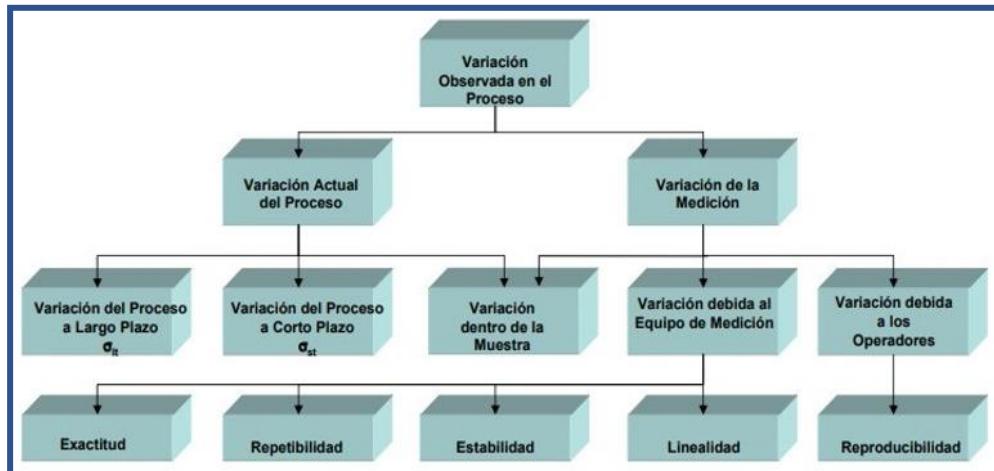 Variación
Observada en el
Proceso
Variación Actual
del Proceso
Variación de la
Medición
Variación del Proceso
a Largo Plazo
σlt
Variación del Proceso
a Corto Plazo
σst
Variación
dentro de la
Muestra
Variación debida al
Equipo de Medición
Variación debida
a los
Operadores
Exactitud
Repetibilidad
Estabilidad
Linealidad
Reproducibilidad